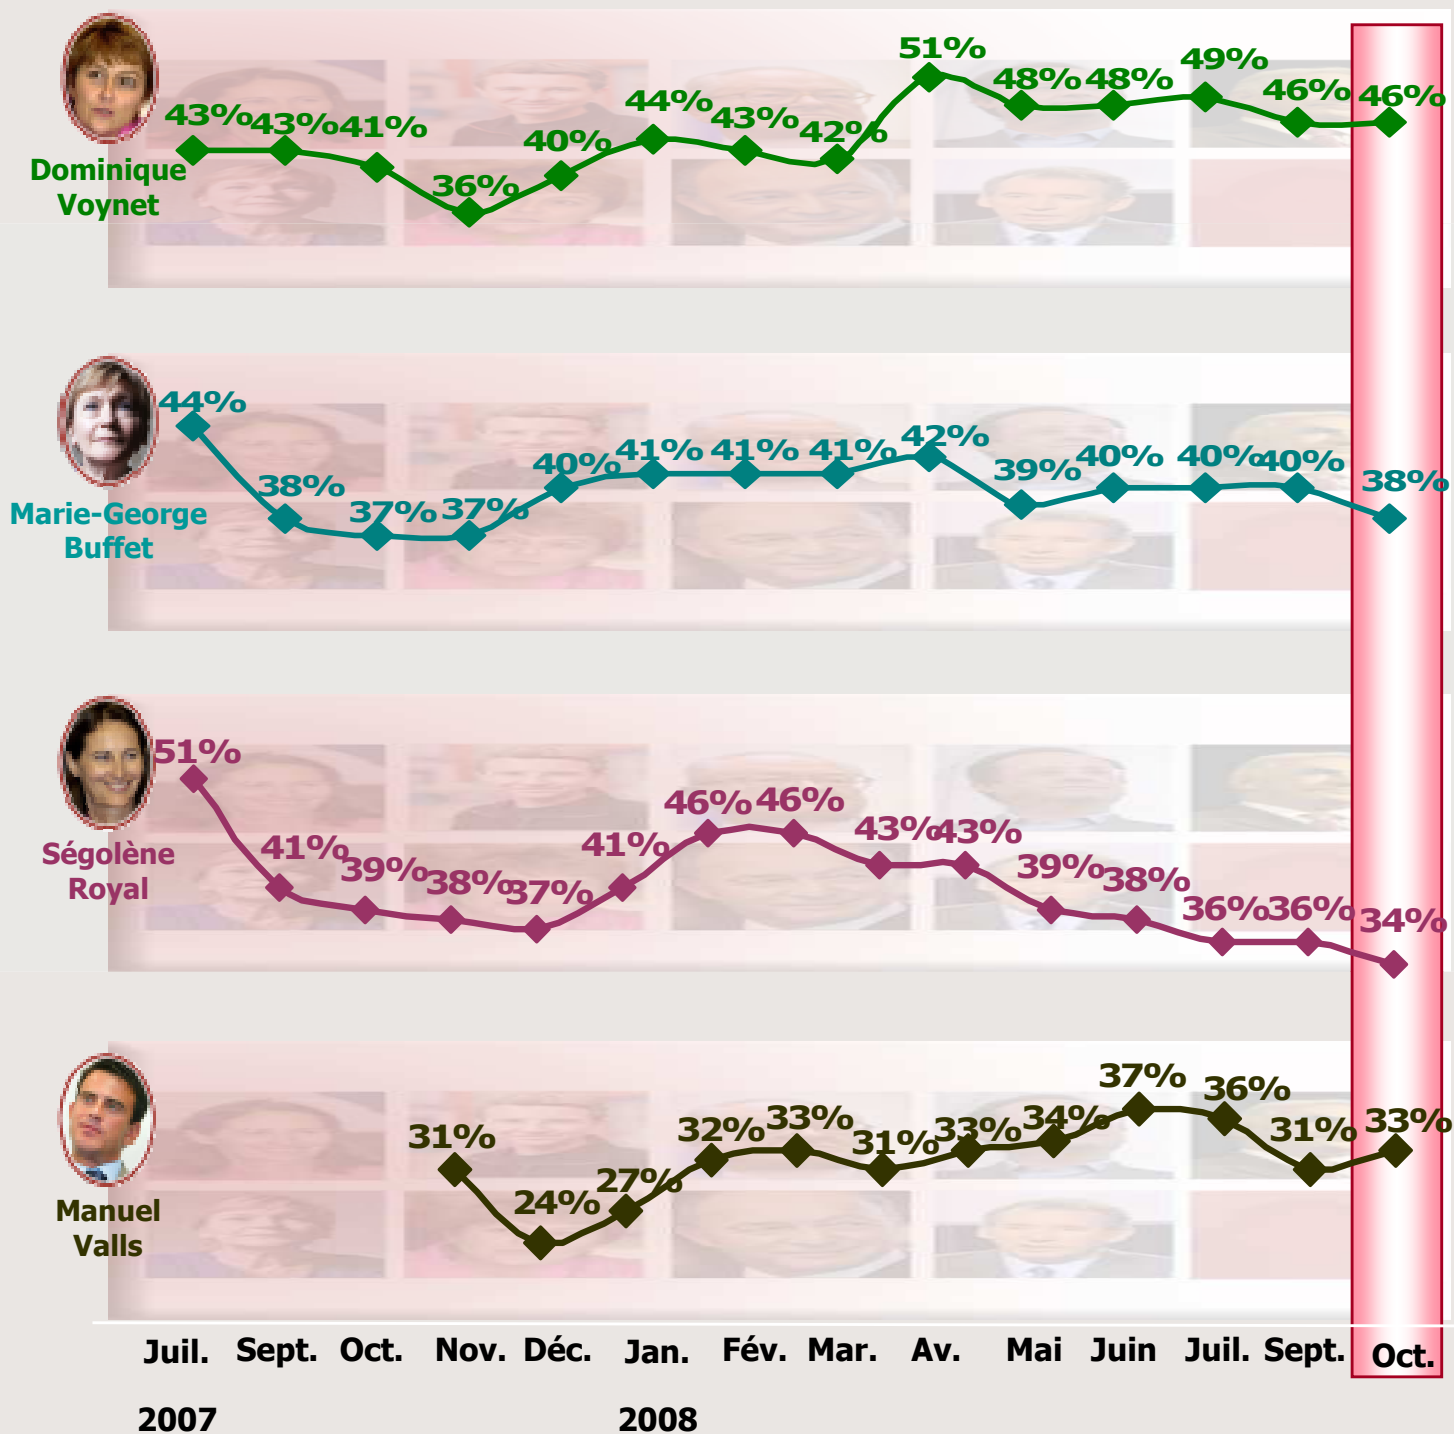 51%
49%
48% 48%
46% 46%
44%
43% 43% 41% 43% 42%
40%
36%
Dominique
Voynet
44%
42%
41% 41% 41%
40% 39% 40% 40% 40%
38% 38%
37% 37%
Marie-George
Buffet
51%
46% 46%
43% 43%
41% 41%
39% 38% 37% 39% 38%
36% 36% 34%
Ségolène
Royal
37% 36%
31% 32% 33% 31% 33% 34% 31% 33%
27%
24%
Manuel
Valls
Juil. Sept. Oct. Nov. Déc. Jan. Fév. Mar. Av. Mai Juin Juil. Sept. Oct.
2007 2008